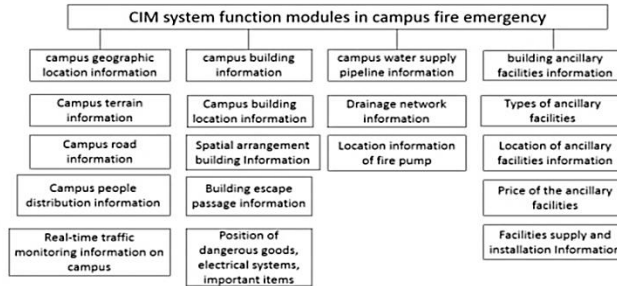 CIM system function modules in campus fire emergency
campus geographic
location information
Campus terrain
information
Campus road
information
Campus people
distribution information
Real-time traffic
monitoring information on
campus
campus building
information
Campus building
location information
Spatial arrangement
building Information
Building escape
passage information
Position of
dangerous goods,
electrical systems,
important items
campus water supply
pipeline information
Drainage network
information
Location information
of fire pump
building ancillary
facilities information
Types of ancillary
facilities
Location of ancillary
facilities information
Price of the ancillary
facilities
Facilities supply and
installation Information